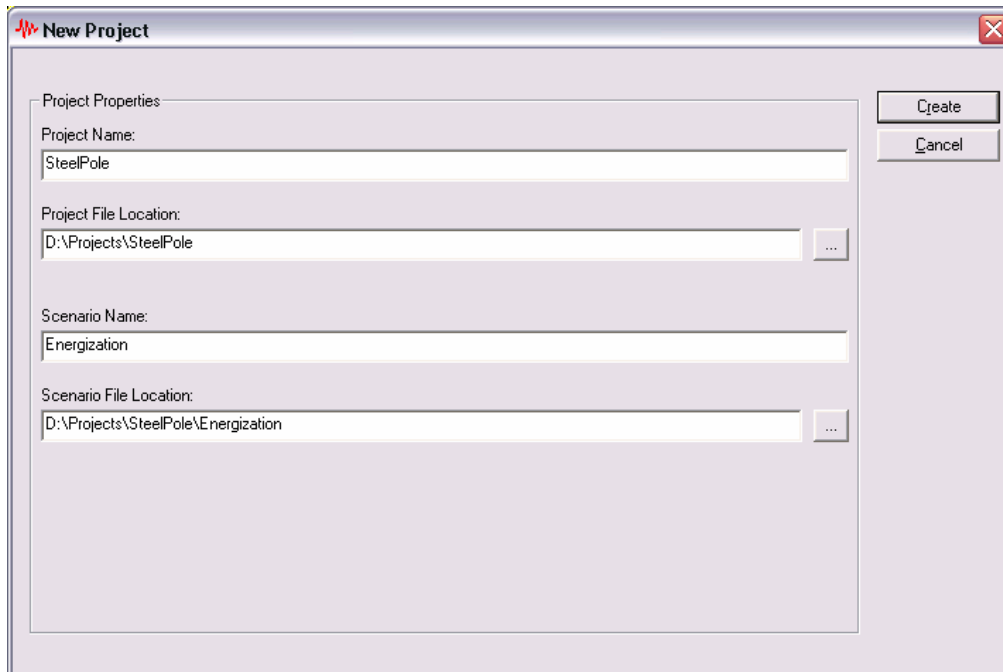 New Project
Project Properties
Create
Project Name:
Cancel
SteelPole
Project File Location:
D:\Projects\SteelPole
...
Scenario Name:
Energization
Scenario File Location:
D:\Projects\SteelPole\Energization
...